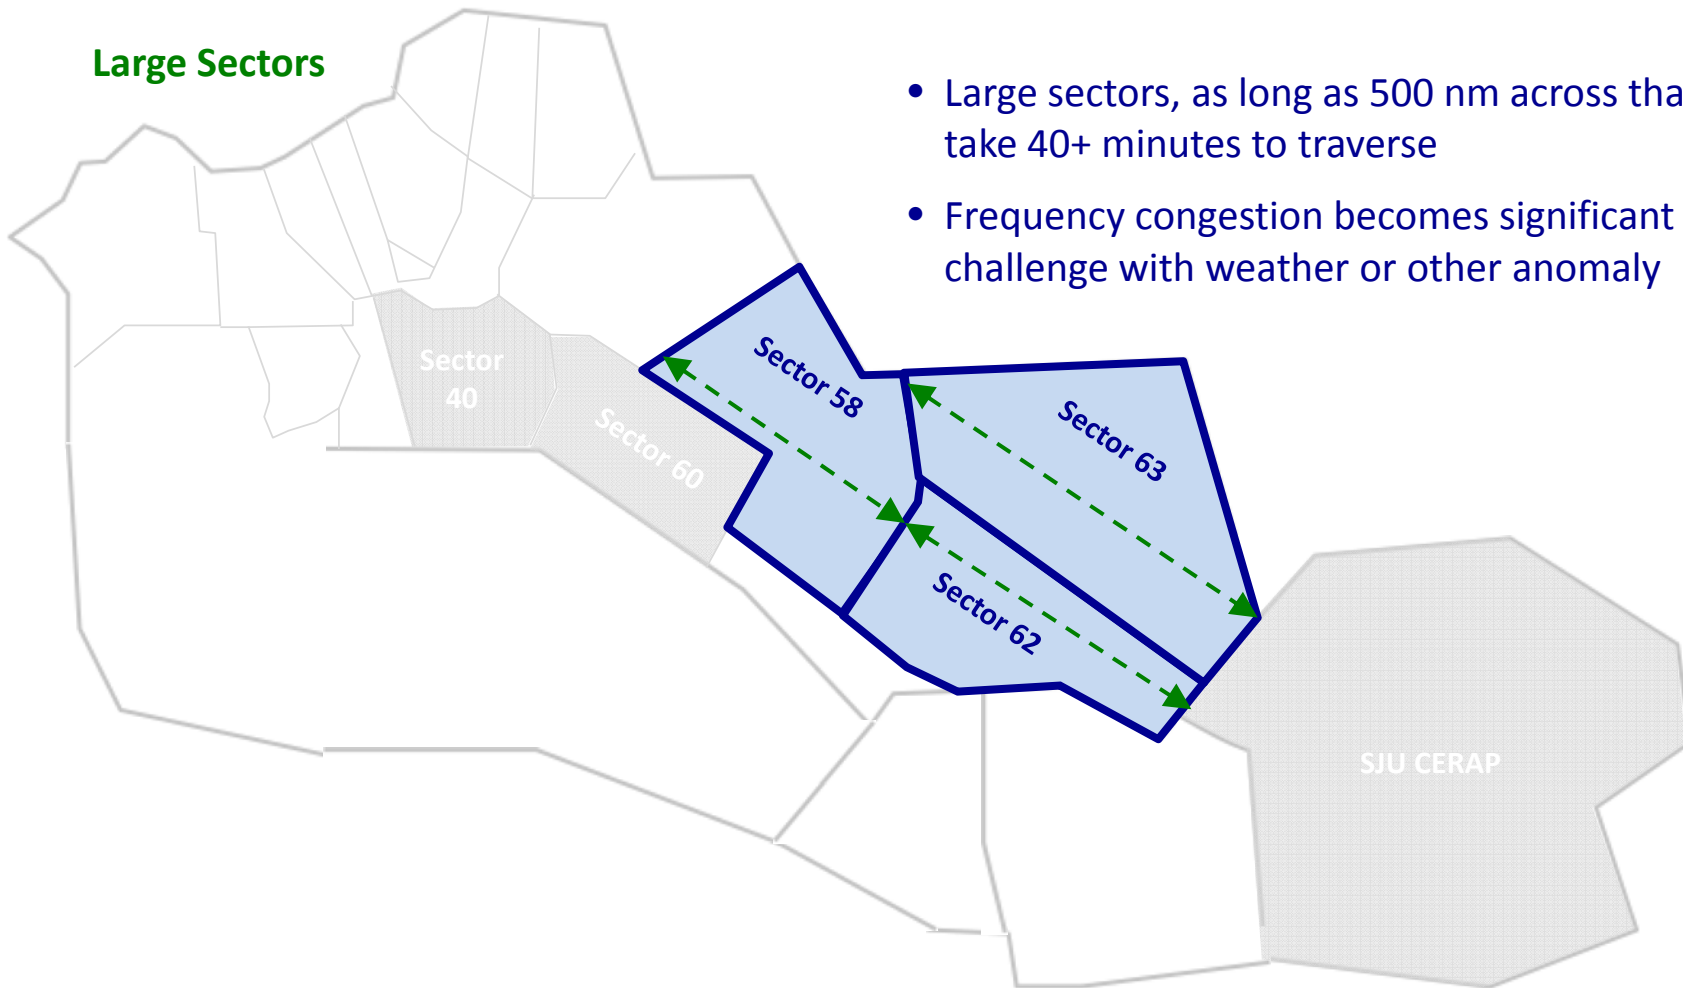 Large Sectors
• Large sectors, as long as 500 nm across tha
take 40+ minutes to traverse
• Frequency congestion becomes significant
challenge with weather or other anomaly
Sector 58
Sector
40
Sector 60
Sector 63
Sector 62
SJU CERAP